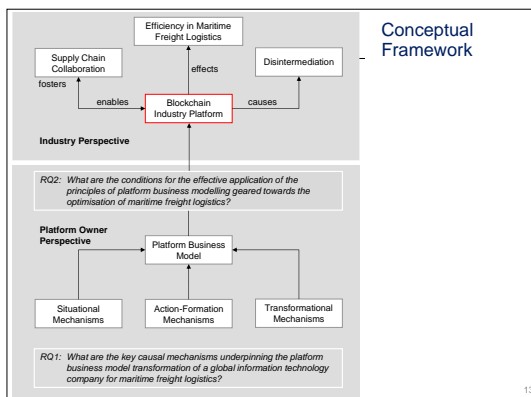 Conceptual
Framework
Efficiency in Maritime
Freight Logistics
Supply Chain
Collaboration
Disintermediation
effects
fosters
enables
Blockchain
Industry Platform
causes
Industry Perspective
RQ2: What are the conditions for the effective application of the
principles of platform business modelling geared towards the
optimisation of maritime freight logistics?
Platform Owner
Perspective
Platform Business
Model
Situational
Mechanisms
Action-Formation
Mechanisms
Transformational
Mechanisms
RQ1: What are the key causal mechanisms underpinning the platform
business model transformation of a global information technology
company for maritime freight logistics?
13